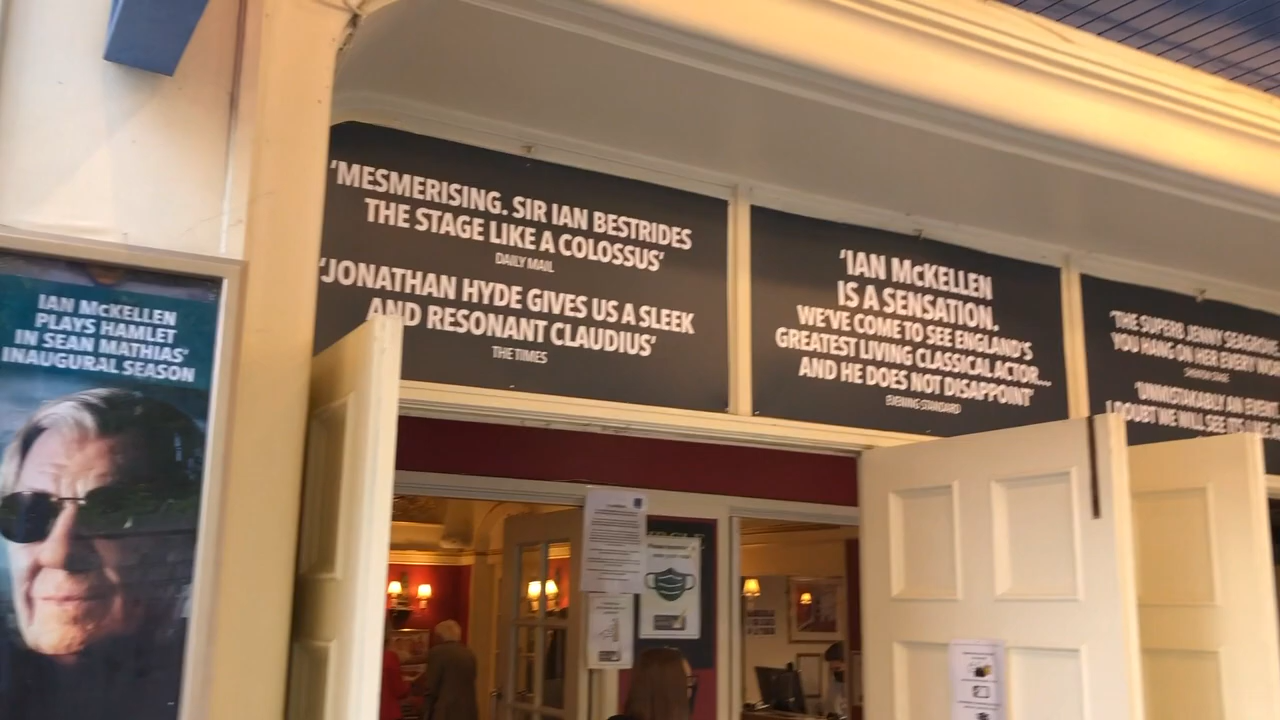 IAN McKELLEN
PLAYS HAMLET
IN SEAN MATHIAS'
INAUGURAL SEASON
'MESMERISING. SIR IAN BESTRIDES
THE STAGE LIKE A COLOSSUS'
DAILY MAIL
'JONATHAN HYDE GIVES US A SLEEK
AND RESONANT CLAUDIUS'
THE TIMES
'IAN McKELLEN
IS A SENSATION.
WE'VE COME TO SEE ENGLAND'S
GREATEST LIVING CLASSICAL ACTOR...
AND HE DOES NOT DISAPPOINT'
EVENING STANDARD
'THE SUPERB JENNY SEAGROVE
YOU HANG ON HER EVERY
'UNMISTAKABLY AN EVENT
I DOUBT WE WILL SEE ITS LIKE